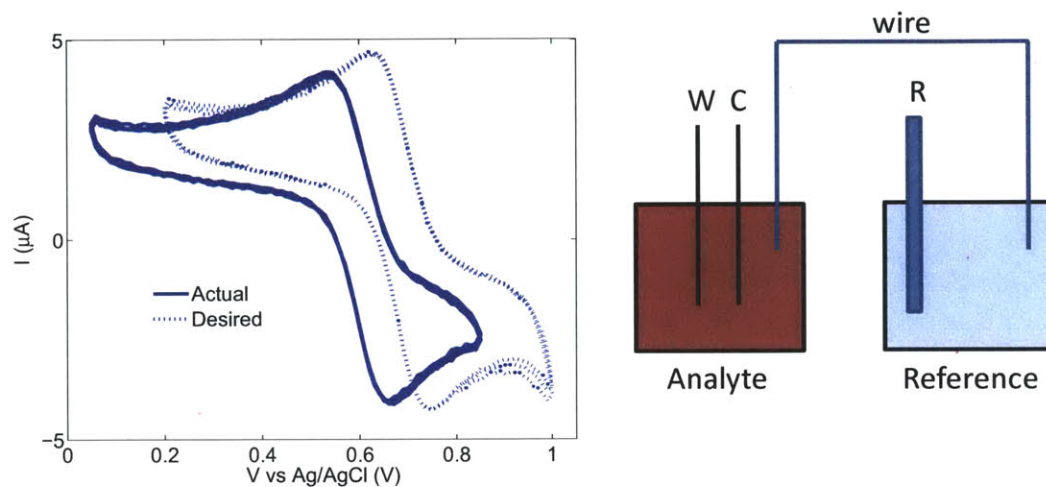 5
0
−5
I (µA)
0
0.2
0.4
0.6
0.8
1
V vs Ag/AgCl (V)
Actual
Desired
wire
W
C
R
Analyte
Reference